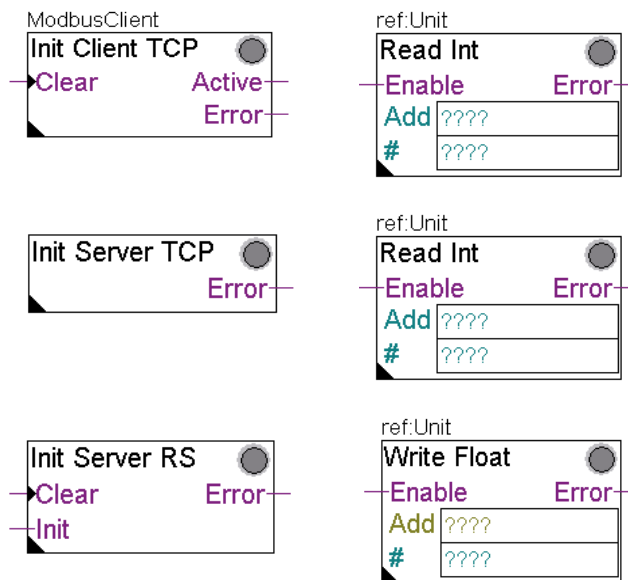 ModbusClient
Init Client TCP
Clear Active
Error
ref:Unit
Read Int
Enable Error
Add ????
# ????
Init Server TCP
Error
ref:Unit
Read Int
Enable Error
Add ????
# ????
Init Server RS
Clear Error
Init
ref:Unit
Write Float
Enable Error
Add ????
# ????